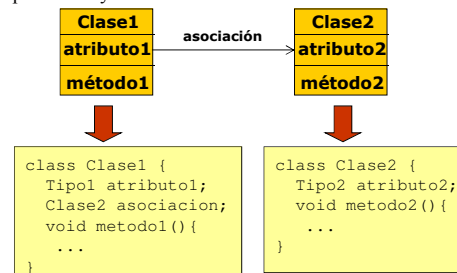 Clase1
atributo1
método1
asociación
Clase2
atributo2
método2
class Clase1 {
Tipo1 atributo1;
Clase2 asociacion;
void metodo1(){
...
}
class Clase2 {
Tipo2 atributo2;
void metodo2(){
...
}